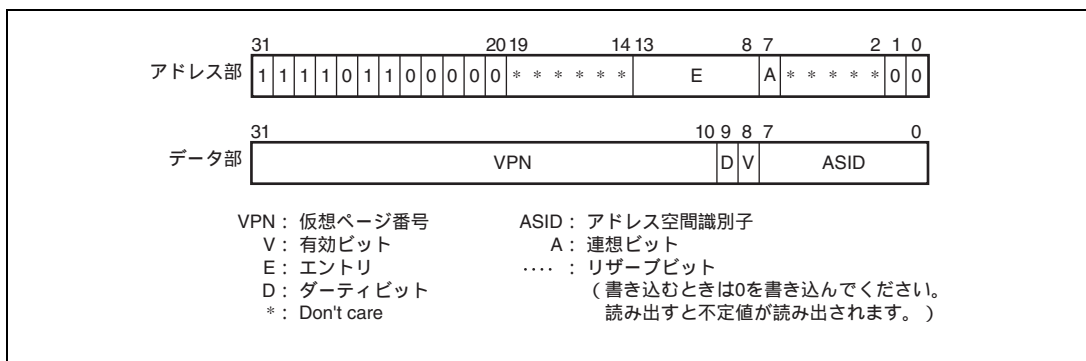 31 20 19 14 13 8 7 2 1 0
アドレス部 1 1 1 1 0 1 1 0 0 0 0 0 * * * * * * E A * * * * * 0 0
31 10 9 8 7 0
データ部 VPN D V ASID
VPN： 仮想ページ番号 ASID： アドレス空間識別子
V： 有効ビット A： 連想ビット
E： エントリ ‥‥ ： リザーブビット
D： ダーティビット （書き込むときは0を書き込んでください。
*： Don't care 読み出すと不定値が読み出されます。）